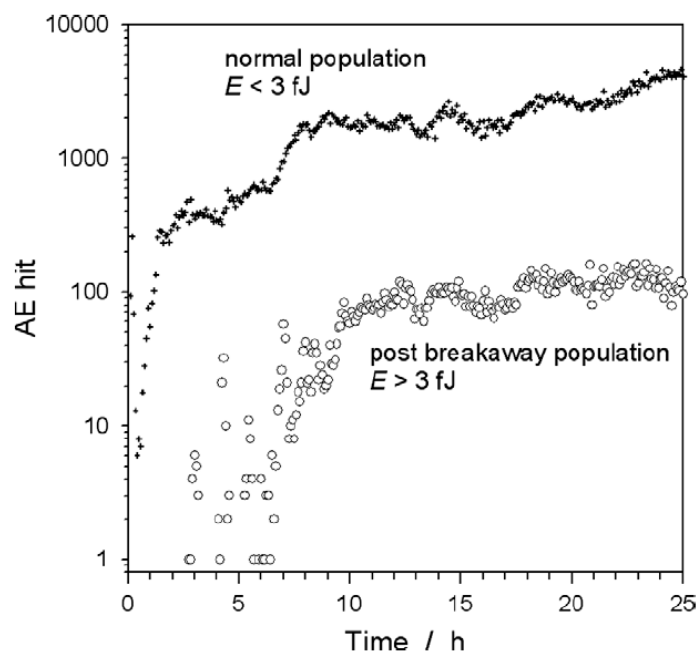 10000
normal population
E < 3 fJ
1000
AE hit
100
post breakaway population
E > 3 fJ
10
1
0 5 10 15 20 25
Time / h